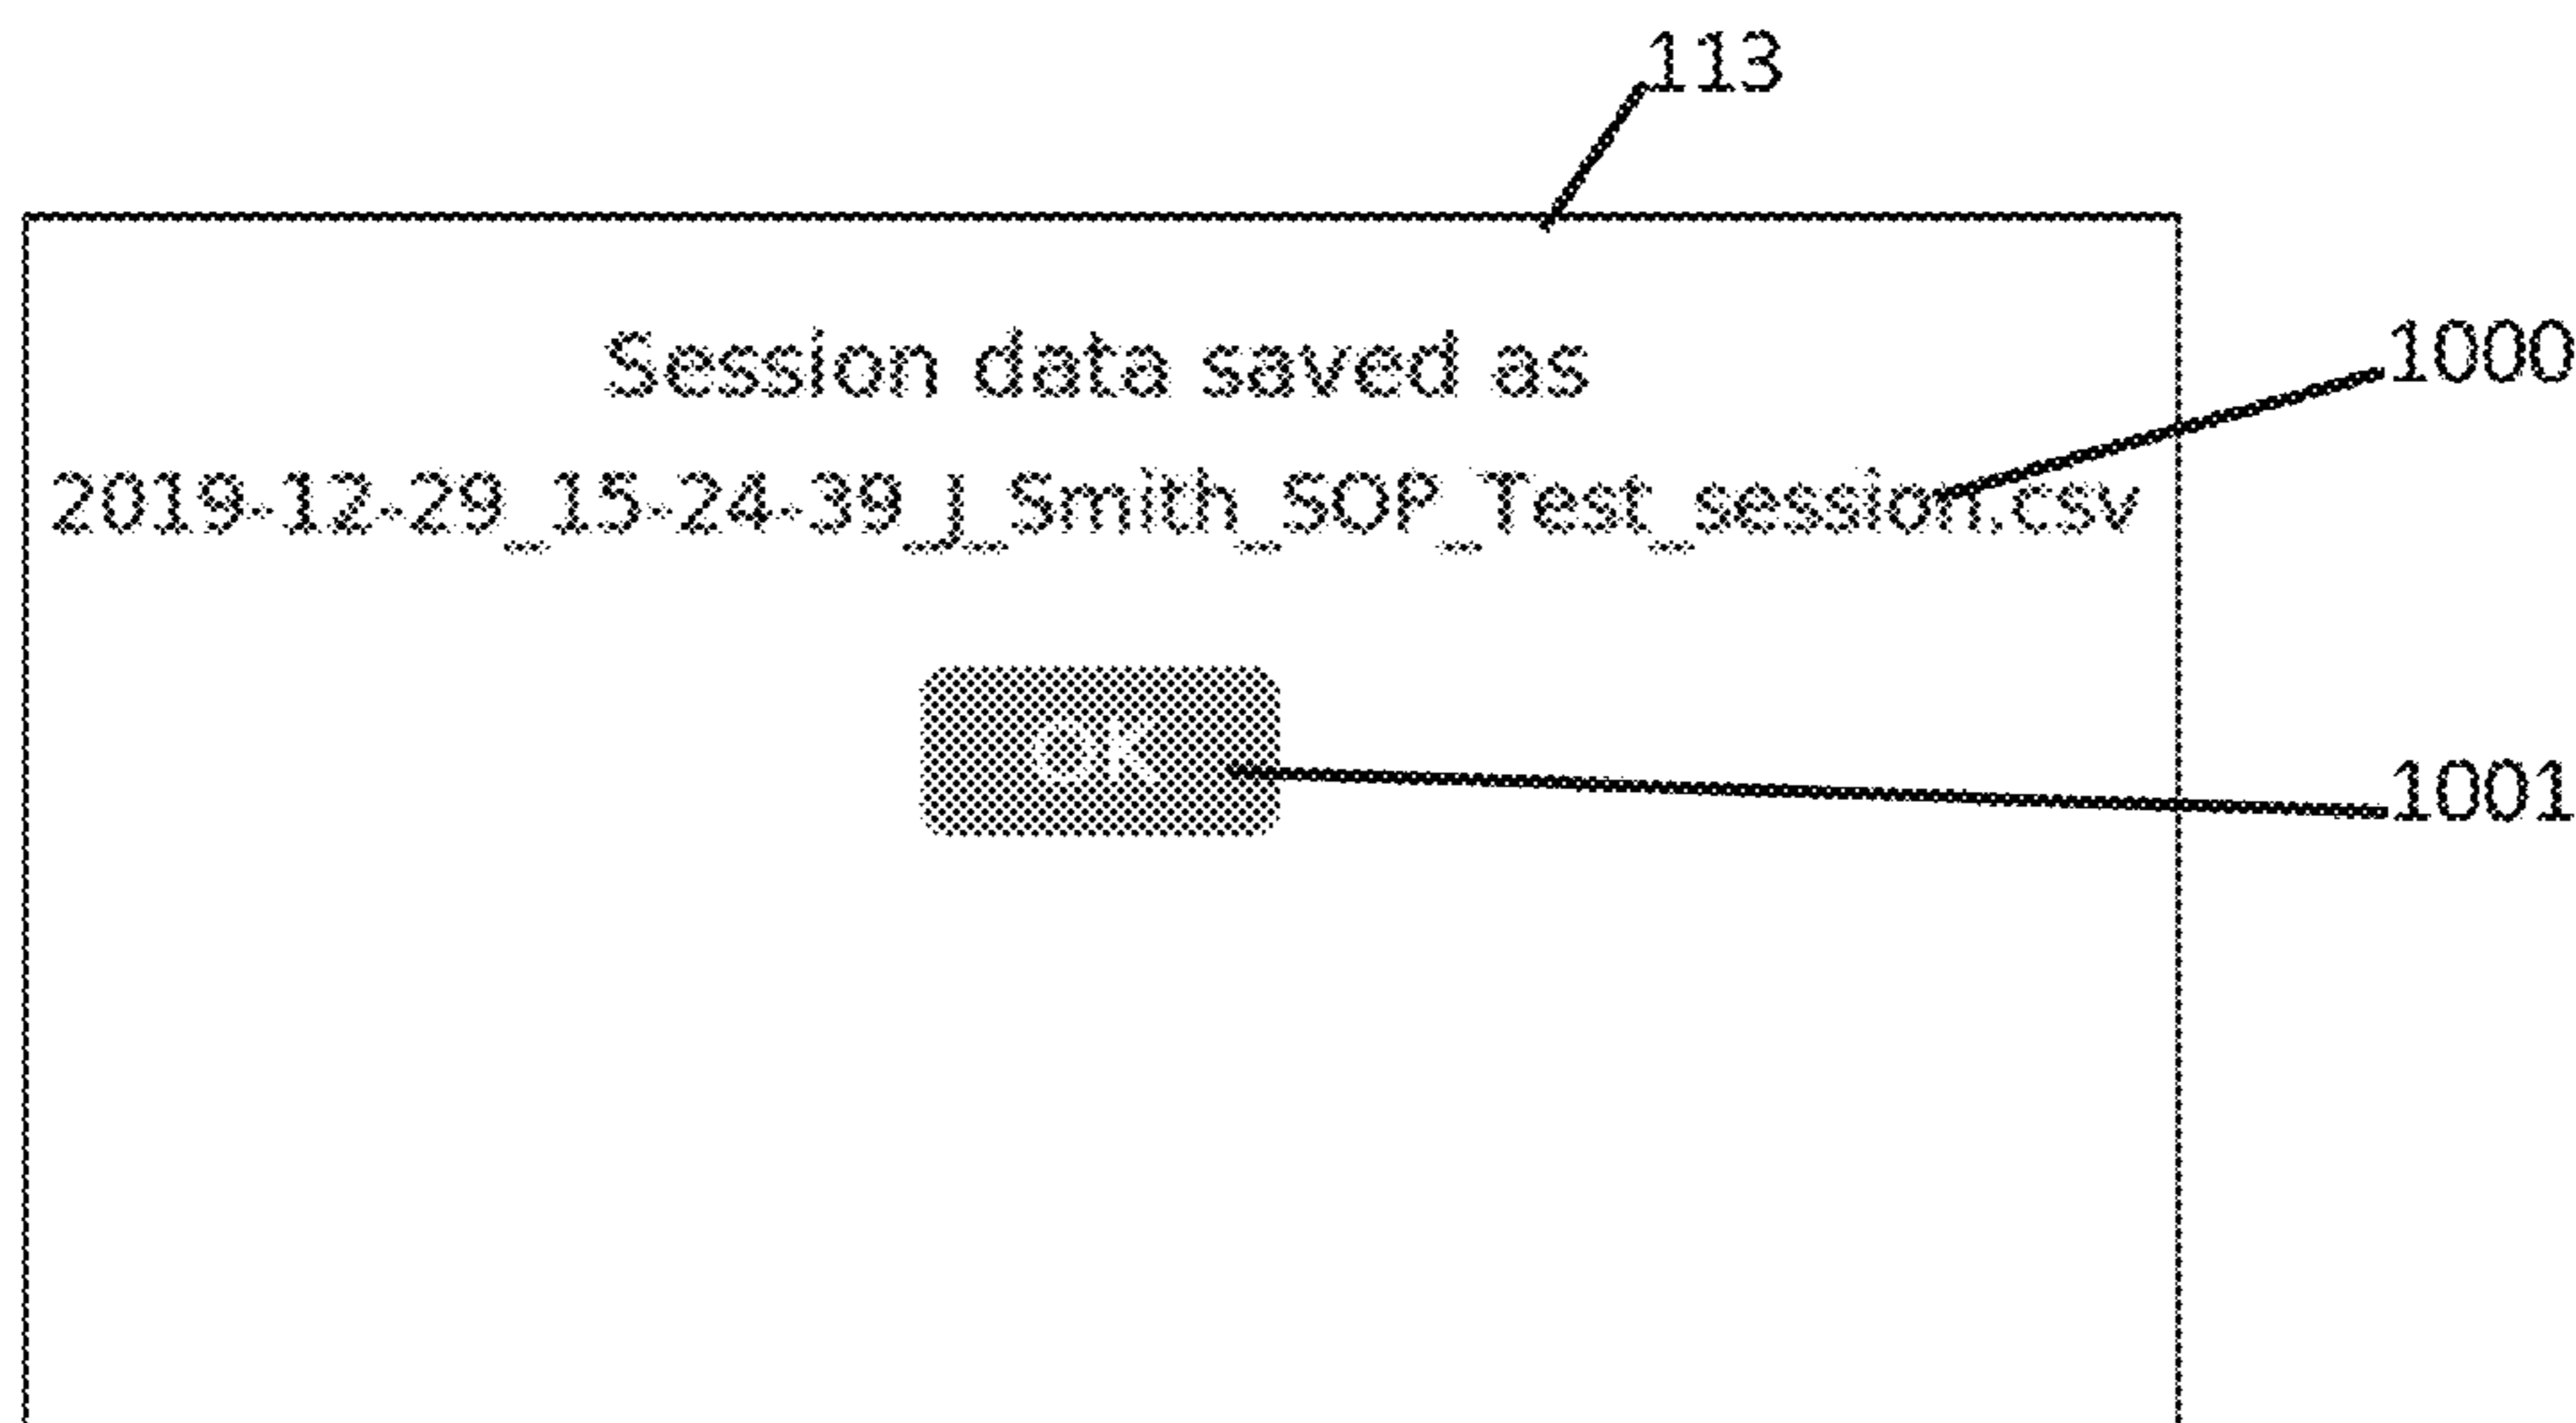 113
Session data saved as
1000
2019-12-29_15-24-39_J_Smith_SOP_Test_session.csv
OK
1001